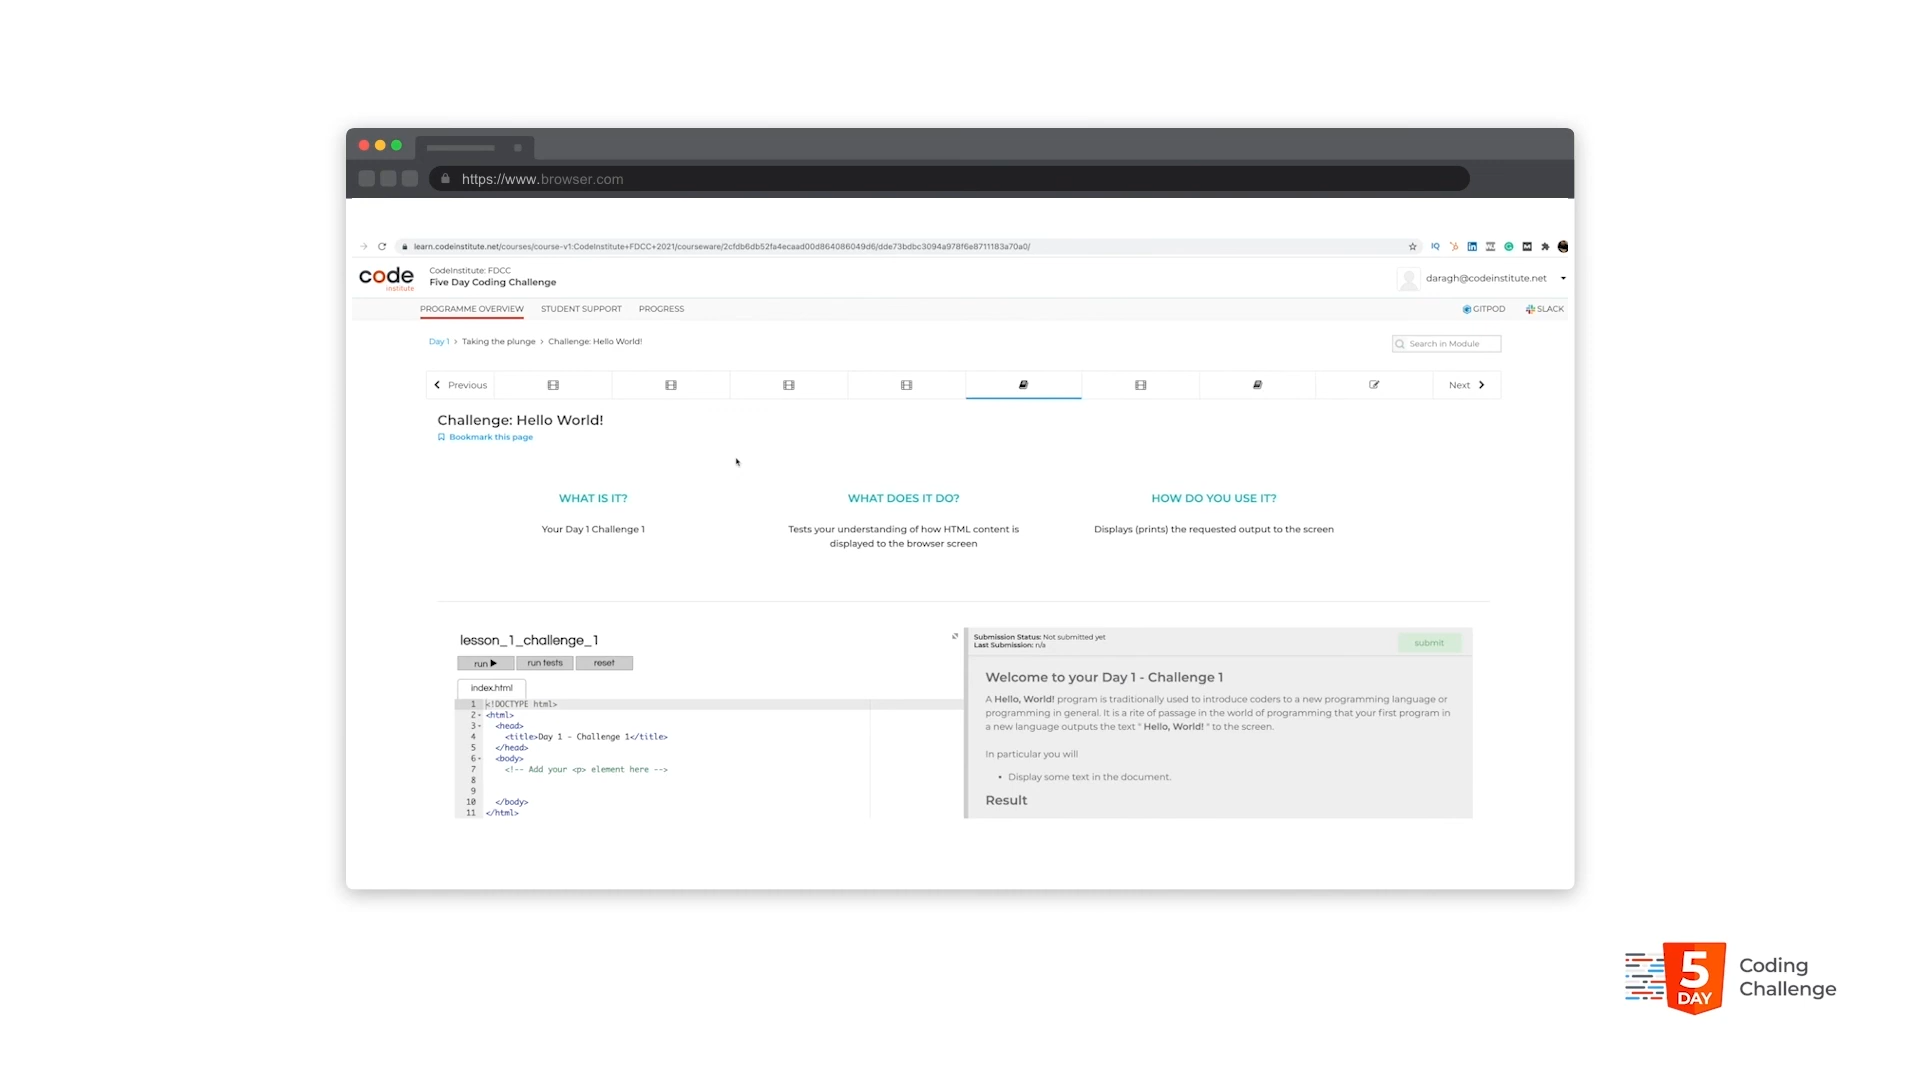 https://www.browser.com
learn.codeinstitute.net/courses/course-v1:CodeInstitute+FDCC+2021/courseware/2cfdb6db52fa4ecaad00d864086049d6/dde73bdbc3094a978f6e8711183a70a0/
IQ
code
institute
CodeInstitute: FDCC
Five Day Coding Challenge
daragh@codeinstitute.net
PROGRAMME OVERVIEW STUDENT SUPPORT PROGRESS GITPOD SLACK
Day 1 > Taking the plunge > Challenge: Hello World!
Search in Module
Previous
Next
Challenge: Hello World!
Bookmark this page
WHAT IS IT?
Your Day 1 Challenge 1
WHAT DOES IT DO?
Tests your understanding of how HTML content is
displayed to the browser screen
HOW DO YOU USE IT?
Displays (prints) the requested output to the screen
lesson_1_challenge_1
run run tests reset
index.html
1 <!DOCTYPE html>
2 <html>
3 <head>
4 <title>Day 1 - Challenge 1</title>
5 </head>
6 <body>
7 <!-- Add your <p> element here -->
8
9
10 </body>
11 </html>
Submission Status: Not submitted yet
Last Submission: n/a
submit
Welcome to your Day 1 - Challenge 1
A Hello, World! program is traditionally used to introduce coders to a new programming language or
programming in general. It is a rite of passage in the world of programming that your first program in
a new language outputs the text " Hello, World! " to the screen.
In particular you will
• Display some text in the document.
Result
5
DAY
Coding
Challenge